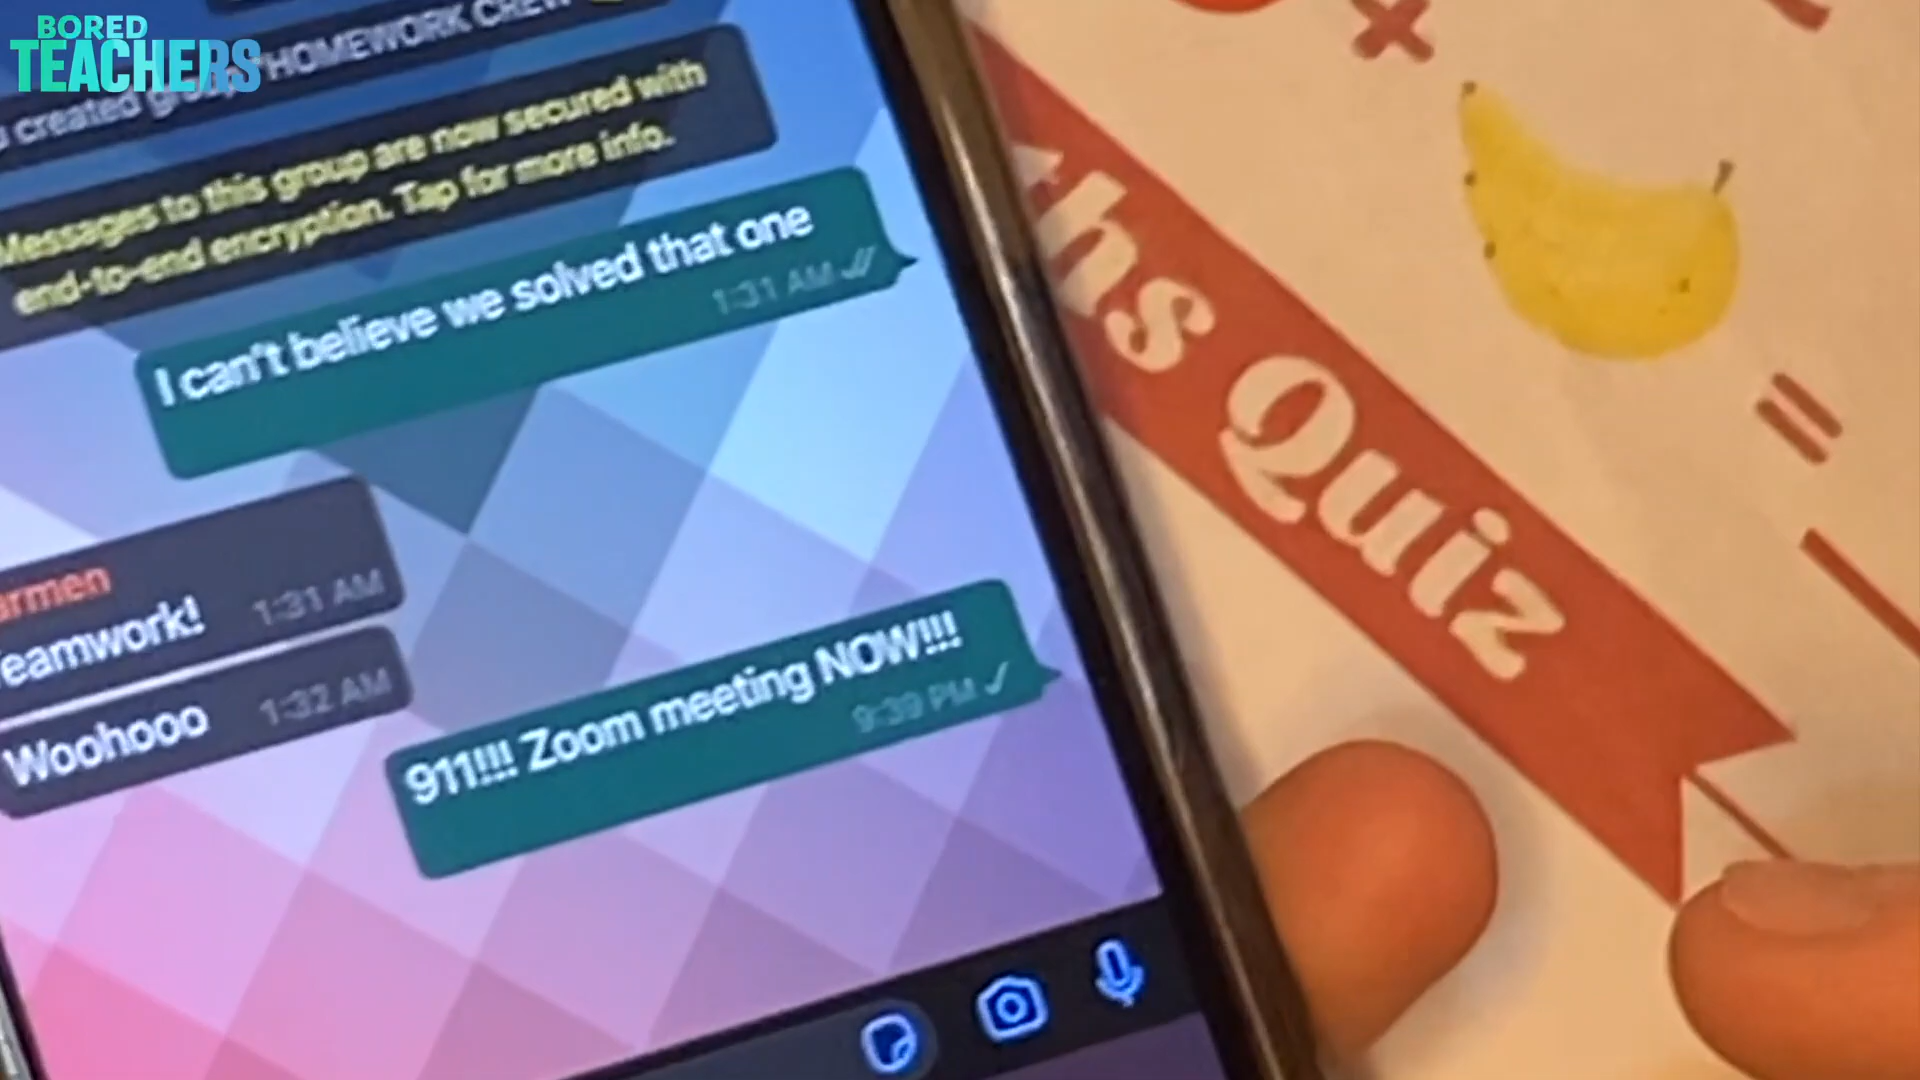 BORED
TEACHERS
created group "HOMEWORK CREW
Messages to this group are now secured with
end-to-end encryption. Tap for more info.
I can't believe we solved that one
1:31 AM
armen
Teamwork!
1:31 AM
Woohooo
1:32 AM
911!!! Zoom meeting NOW!!!
9:39 PM
ths Quiz
×
=